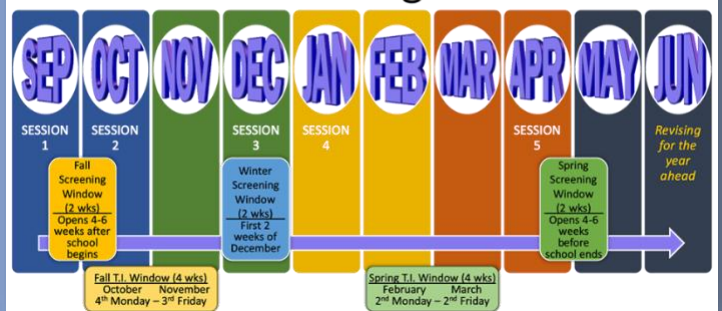 SEP OCT NOV DEC JAN FEB MAR APR MAY JUN
SESSION
1
SESSION
2
SESSION
3
SESSION
4
SESSION
5
Revising
for the
year
ahead
Fall
Screening
Window
(2 wks)
Opens 4-6
weeks after
school
begins
Winter
Screening
Window
(2 wks)
First 2
weeks of
December
Spring
Screening
Window
(2 wks)
Opens 4-6
weeks
before
school ends
Fall T.I. Window (4 wks)
October November
4th Monday – 3rd Friday
Spring T.I. Window (4 wks)
February March
2nd Monday – 2nd Friday